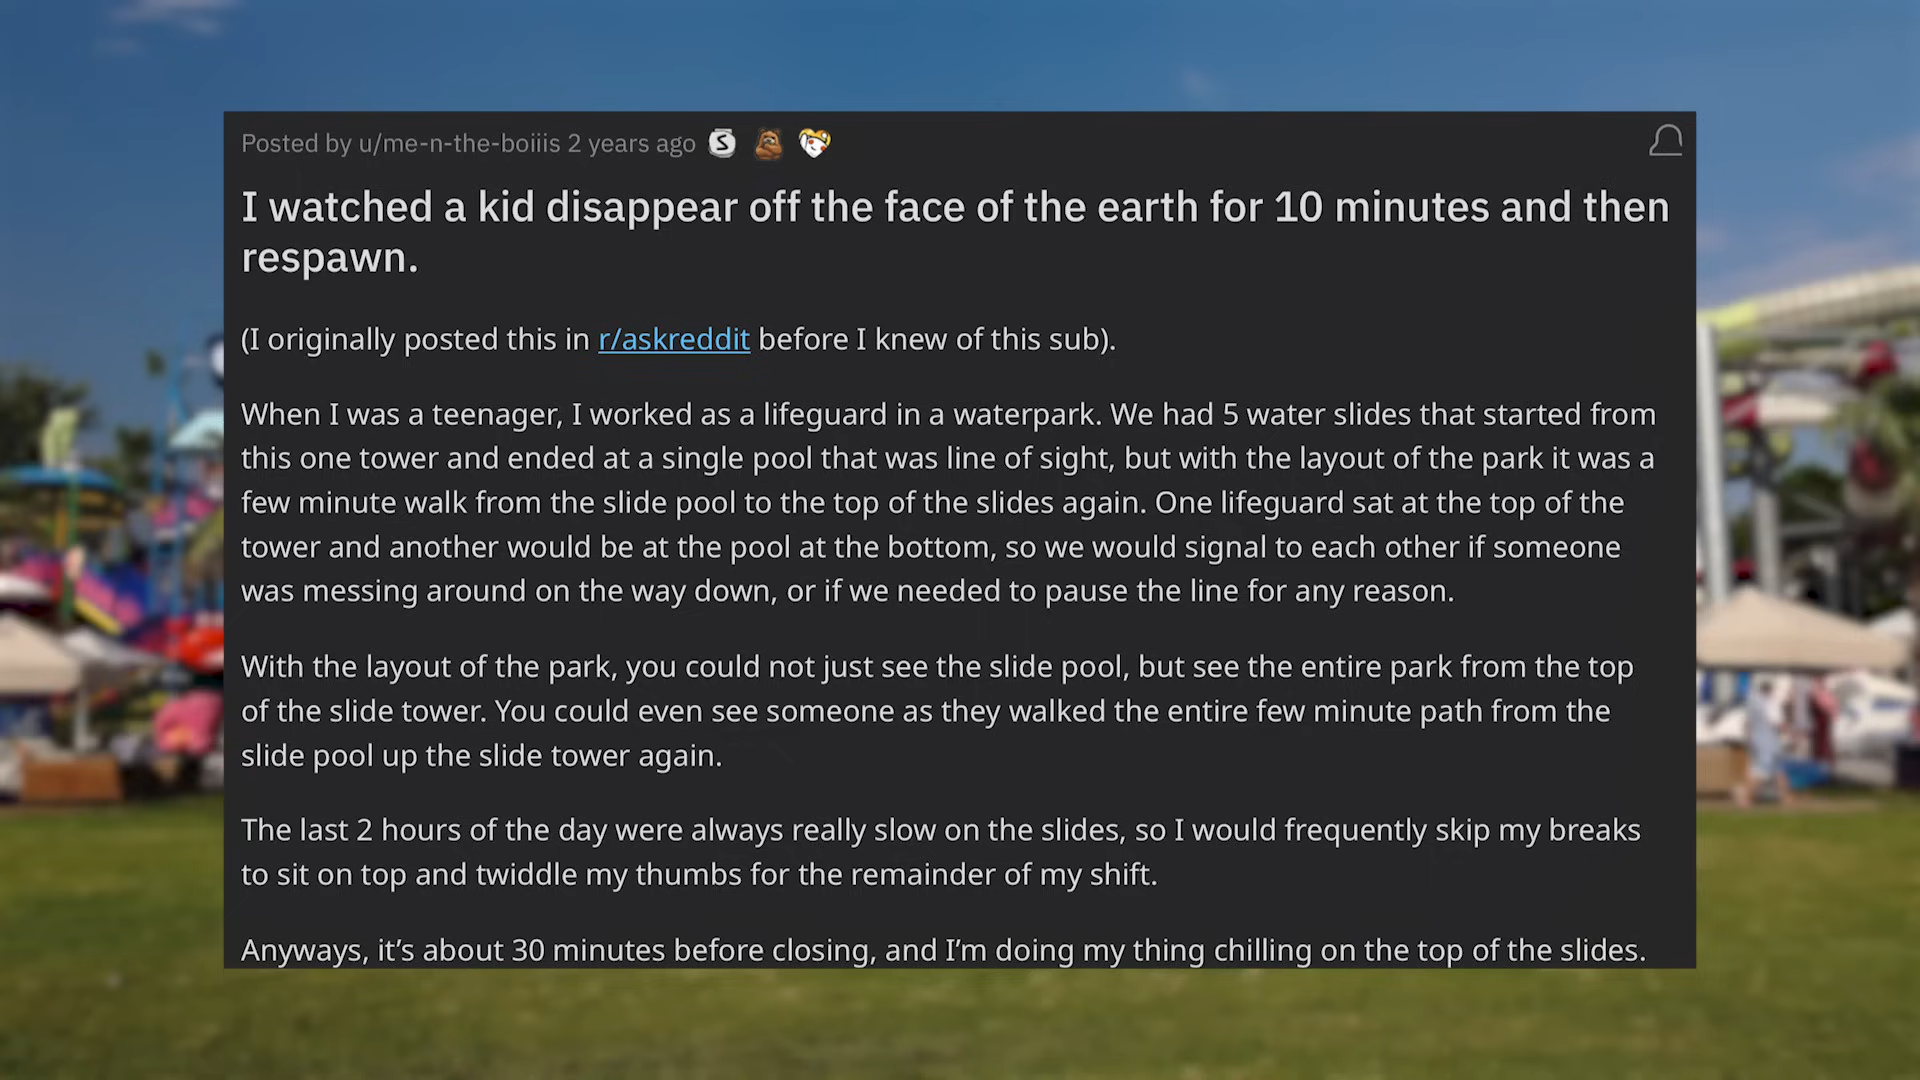 Posted by u/me-n-the-boiiis 2 years ago
I watched a kid disappear off the face of the earth for 10 minutes and then
respawn.
(I originally posted this in r/askreddit before I knew of this sub).
When I was a teenager, I worked as a lifeguard in a waterpark. We had 5 water slides that started from
this one tower and ended at a single pool that was line of sight, but with the layout of the park it was a
few minute walk from the slide pool to the top of the slides again. One lifeguard sat at the top of the
tower and another would be at the pool at the bottom, so we would signal to each other if someone
was messing around on the way down, or if we needed to pause the line for any reason.
With the layout of the park, you could not just see the slide pool, but see the entire park from the top
of the slide tower. You could even see someone as they walked the entire few minute path from the
slide pool up the slide tower again.
The last 2 hours of the day were always really slow on the slides, so I would frequently skip my breaks
to sit on top and twiddle my thumbs for the remainder of my shift.
Anyways, it’s about 30 minutes before closing, and I’m doing my thing chilling on the top of the slides.